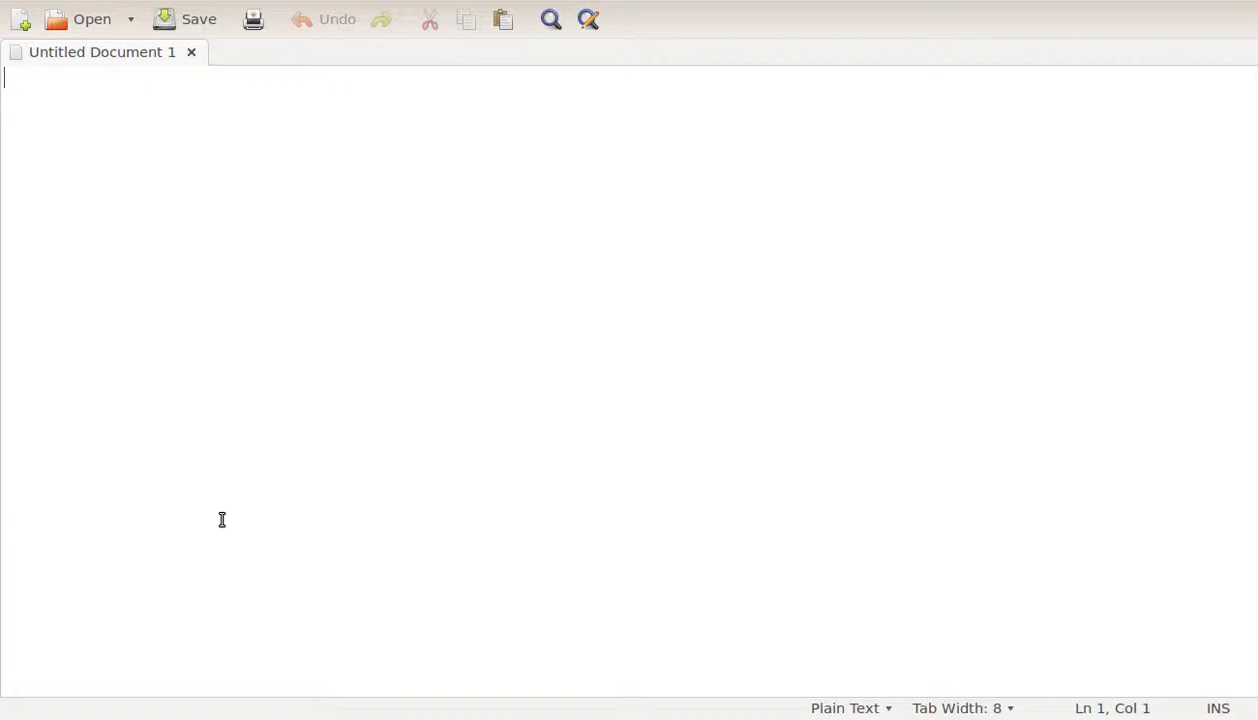 Open Save Undo
Untitled Document 1
Plain Text Tab Width: 8 Ln 1, Col 1 INS